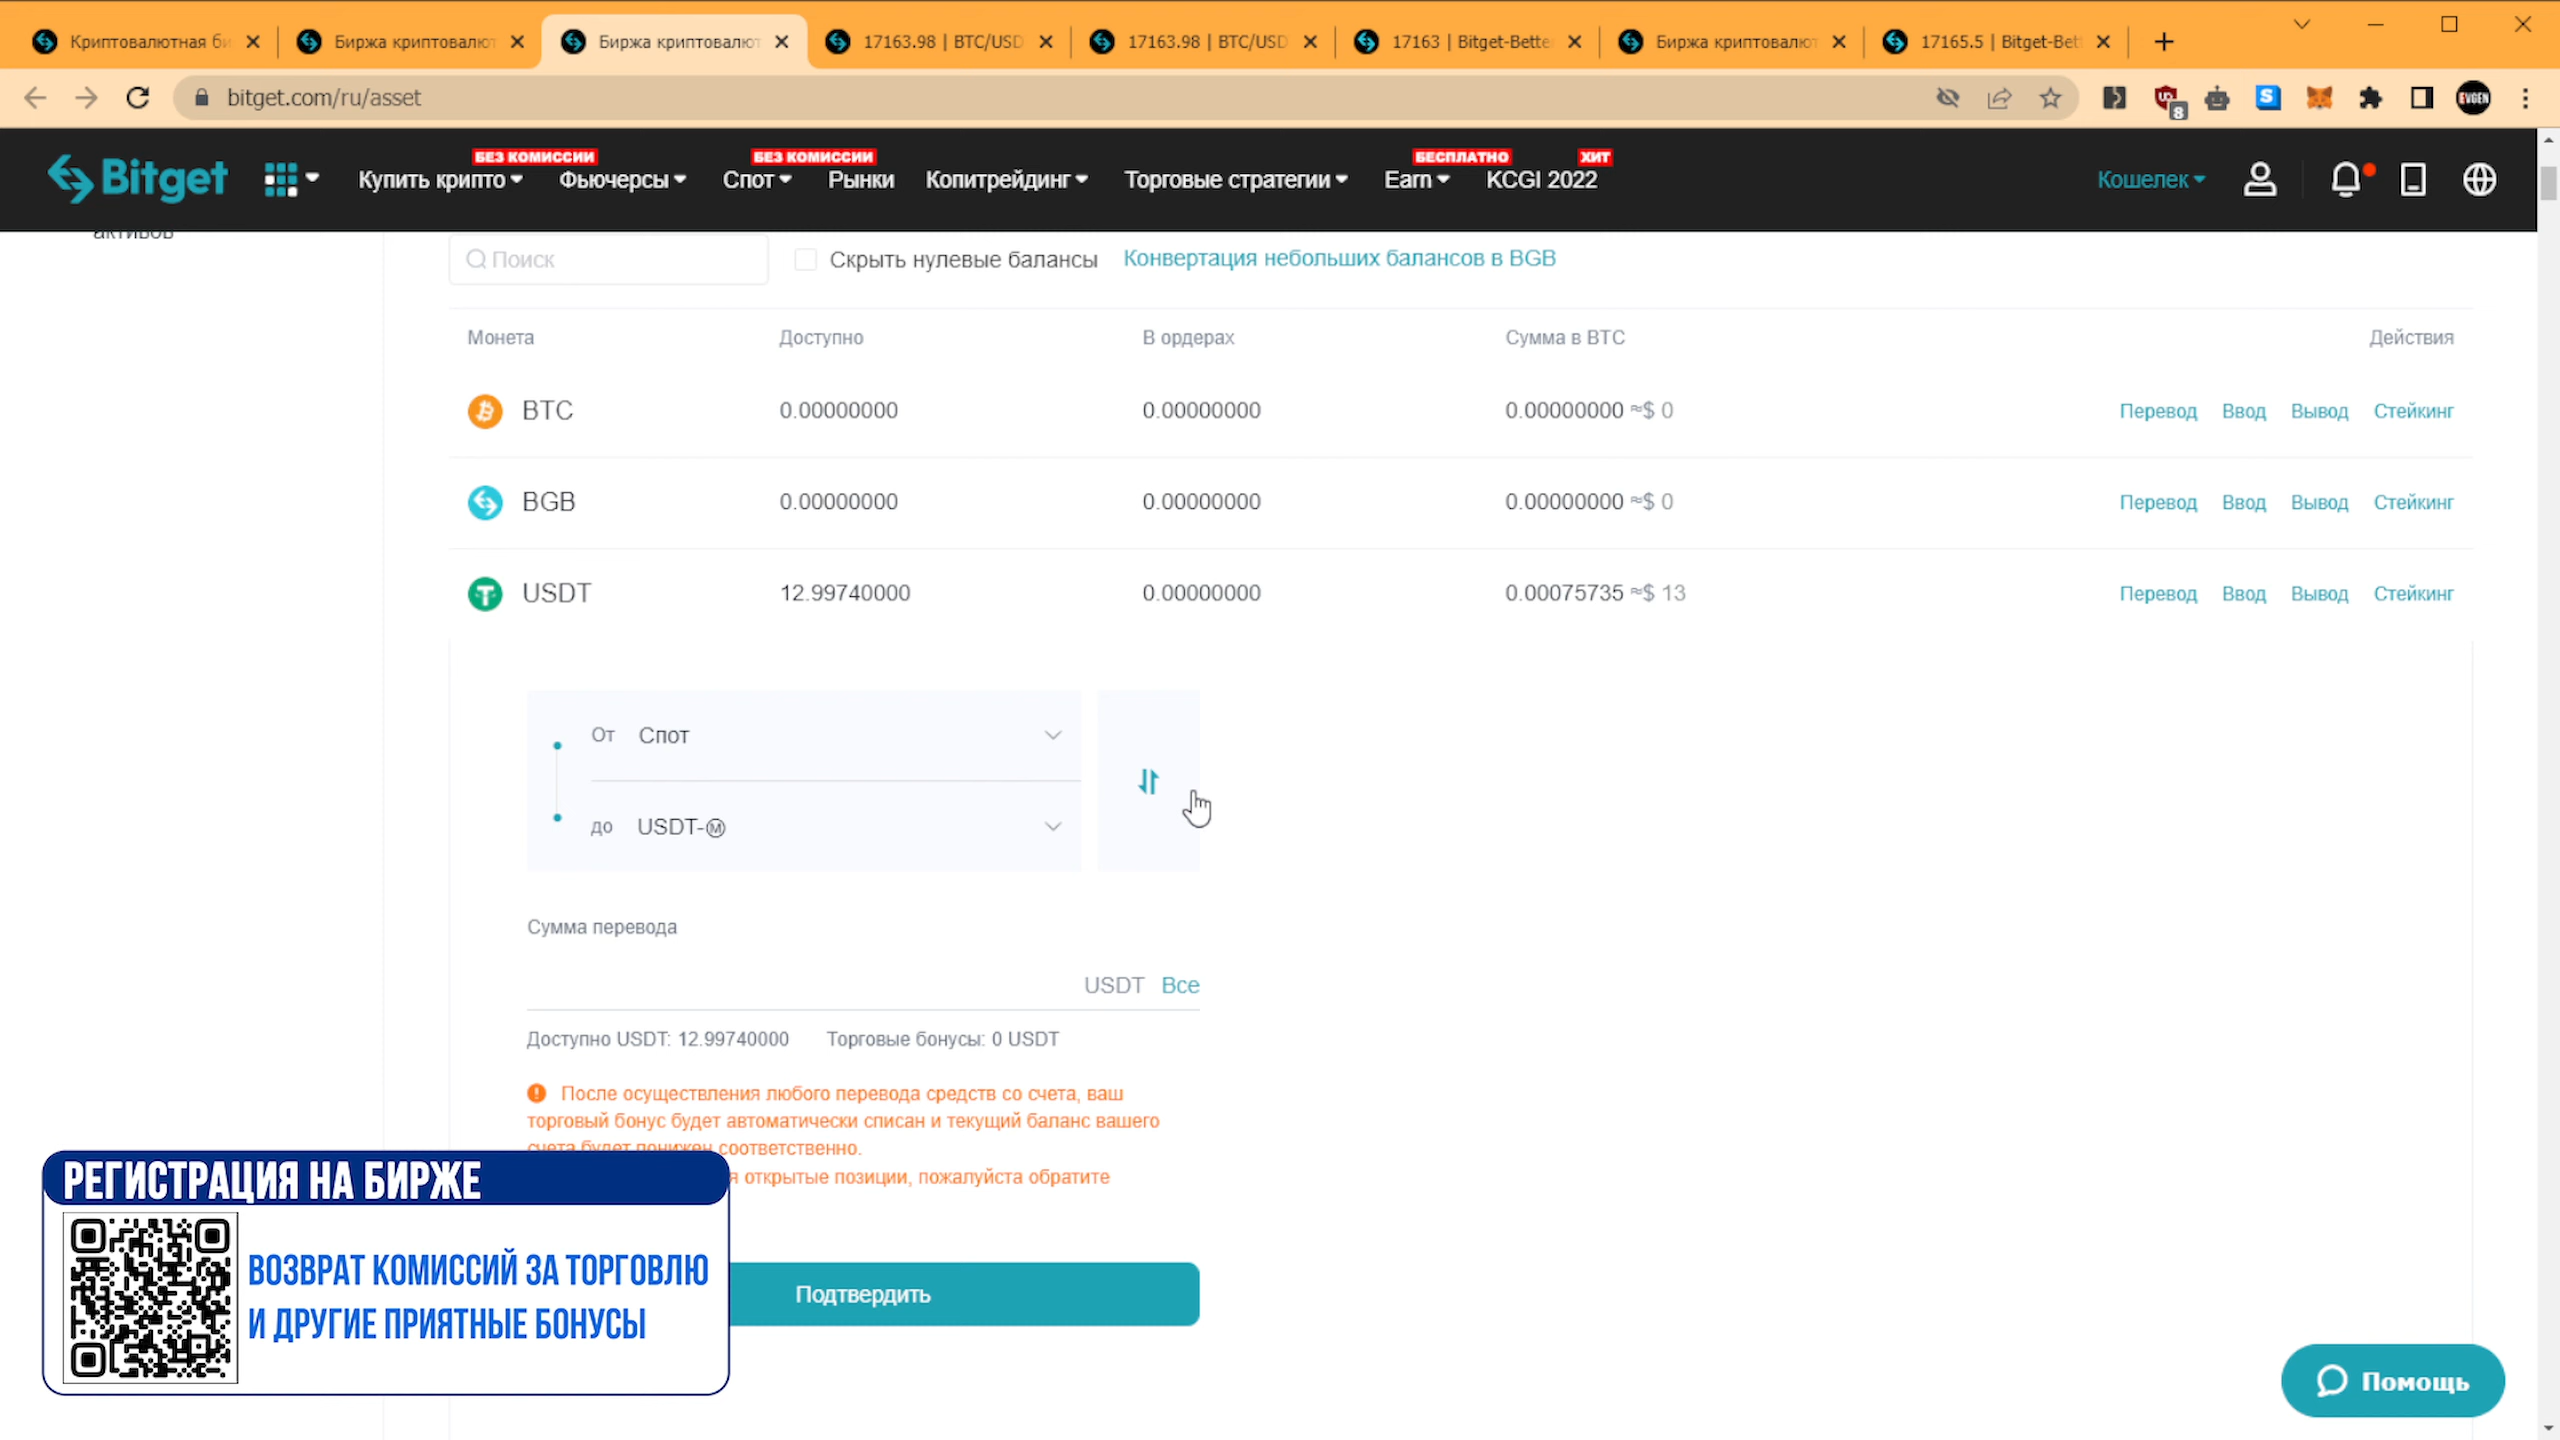 Криптовалютная би
Биржа криптовалют
Биржа криптовалют
17163.98 | BTC/USD
17163.98 | BTC/USD
17163 | Bitget-Bette
Биржа криптовалют
17165.5 | Bitget-Bet
bitget.com/ru/asset
8
EVGEN
Bitget
БЕЗ КОМИССИИ
БЕЗ КОМИССИИ
БЕСПЛАТНО
ХИТ
Купить крипто
Фьючерсы
Спот
Рынки
Копитрейдинг
Торговые стратегии
Earn
KCGI 2022
Кошелек
активов
Поиск
Скрыть нулевые балансы
Конвертация небольших балансов в BGB
Монета Доступно В ордерах Сумма в BTC Действия
BTC 0.00000000 0.00000000 0.00000000 ≈$ 0 Перевод Ввод Вывод Стейкинг
BGB 0.00000000 0.00000000 0.00000000 ≈$ 0 Перевод Ввод Вывод Стейкинг
USDT 12.99740000 0.00000000 0.00075735 ≈$ 13 Перевод Ввод Вывод Стейкинг
От Спот
до USDT-Ⓜ
Сумма перевода
USDT Все
Доступно USDT: 12.99740000 Торговые бонусы: 0 USDT
После осуществления любого перевода средств со счета, ваш
торговый бонус будет автоматически списан и текущий баланс вашего
счета будет понижен соответственно.
я открытые позиции, пожалуйста обратите
Подтвердить
РЕГИСТРАЦИЯ НА БИРЖЕ
ВОЗВРАТ КОМИССИЙ ЗА ТОРГОВЛЮ
И ДРУГИЕ ПРИЯТНЫЕ БОНУСЫ
Помощь